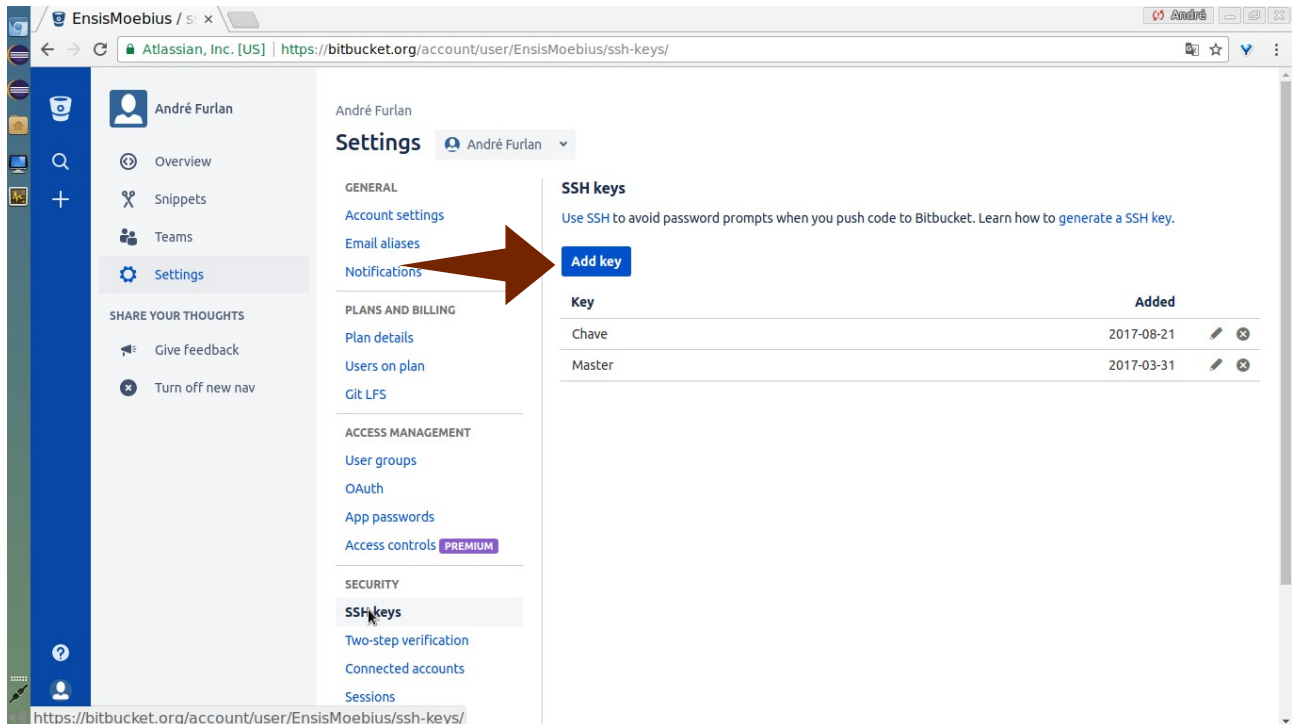 EnsisMoebius / s
André
Atlassian, Inc. [US] | https://bitbucket.org/account/user/EnsisMoebius/ssh-keys/
André Furlan
Overview
Snippets
Teams
Settings
SHARE YOUR THOUGHTS
Give feedback
Turn off new nav
André Furlan
Settings
André Furlan
GENERAL
Account settings
Email aliases
Notifications
PLANS AND BILLING
Plan details
Users on plan
Git LFS
ACCESS MANAGEMENT
User groups
OAuth
App passwords
Access controls PREMIUM
SECURITY
SSH keys
Two-step verification
Connected accounts
Sessions
SSH keys
Use SSH to avoid password prompts when you push code to Bitbucket. Learn how to generate a SSH key.
Add key
Key Added
Chave 2017-08-21
Master 2017-03-31
https://bitbucket.org/account/user/EnsisMoebius/ssh-keys/